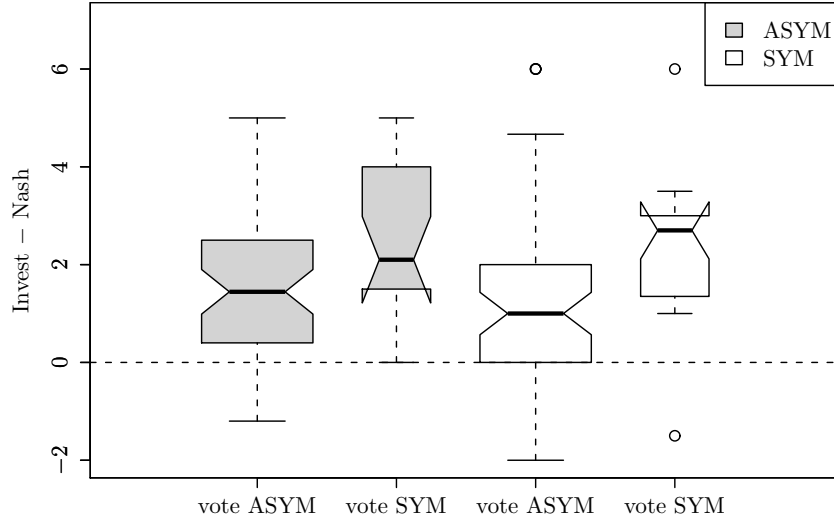 ASYM
SYM
6
4
2
0
−2
Invest − Nash
vote ASYM vote SYM vote ASYM vote SYM